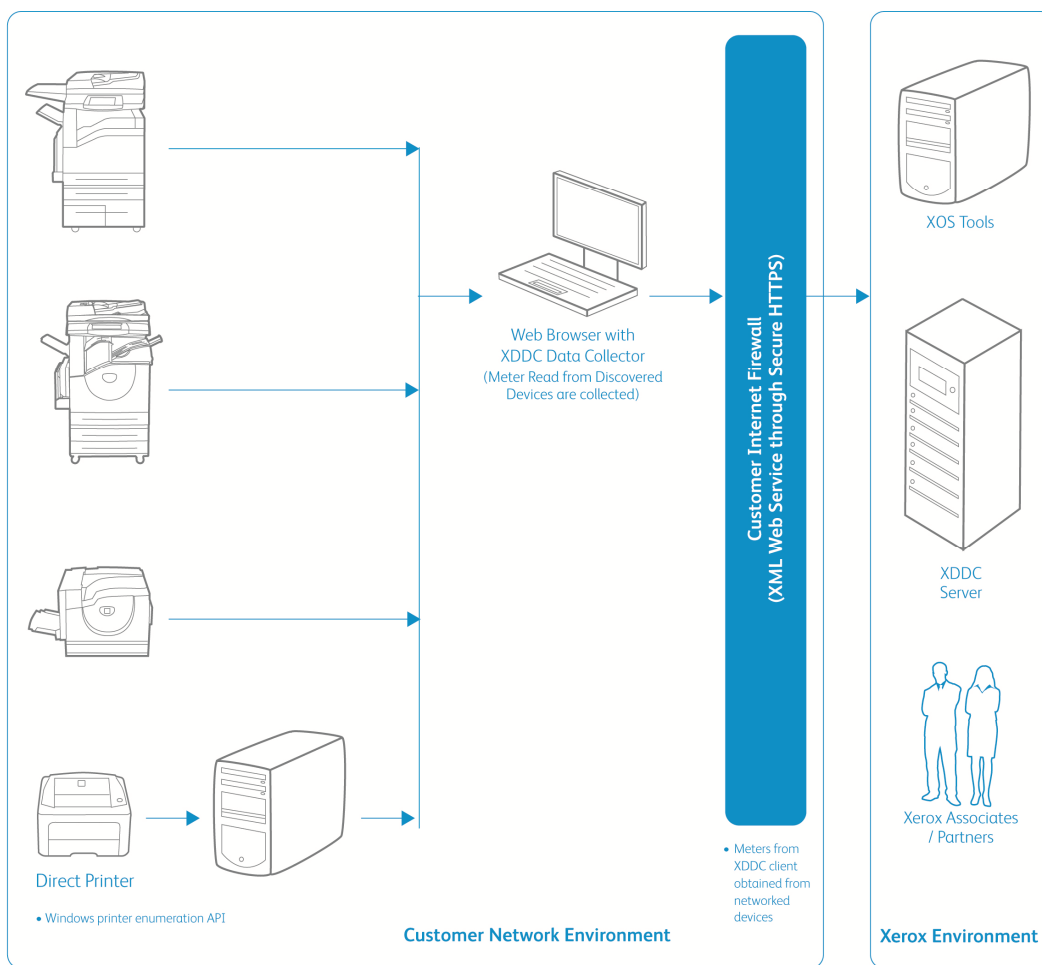 Web Browser with
XDDC Data Collector
(Meter Read from Discovered
Devices are collected)
Direct Printer
• Windows printer enumeration API
Customer Internet Firewall
(XML Web Service through Secure HTTPS)
• Meters from
XDDC client
obtained from
networked
devices
Customer Network Environment
XOS Tools
XDDC
Server
Xerox Associates
/ Partners
Xerox Environment